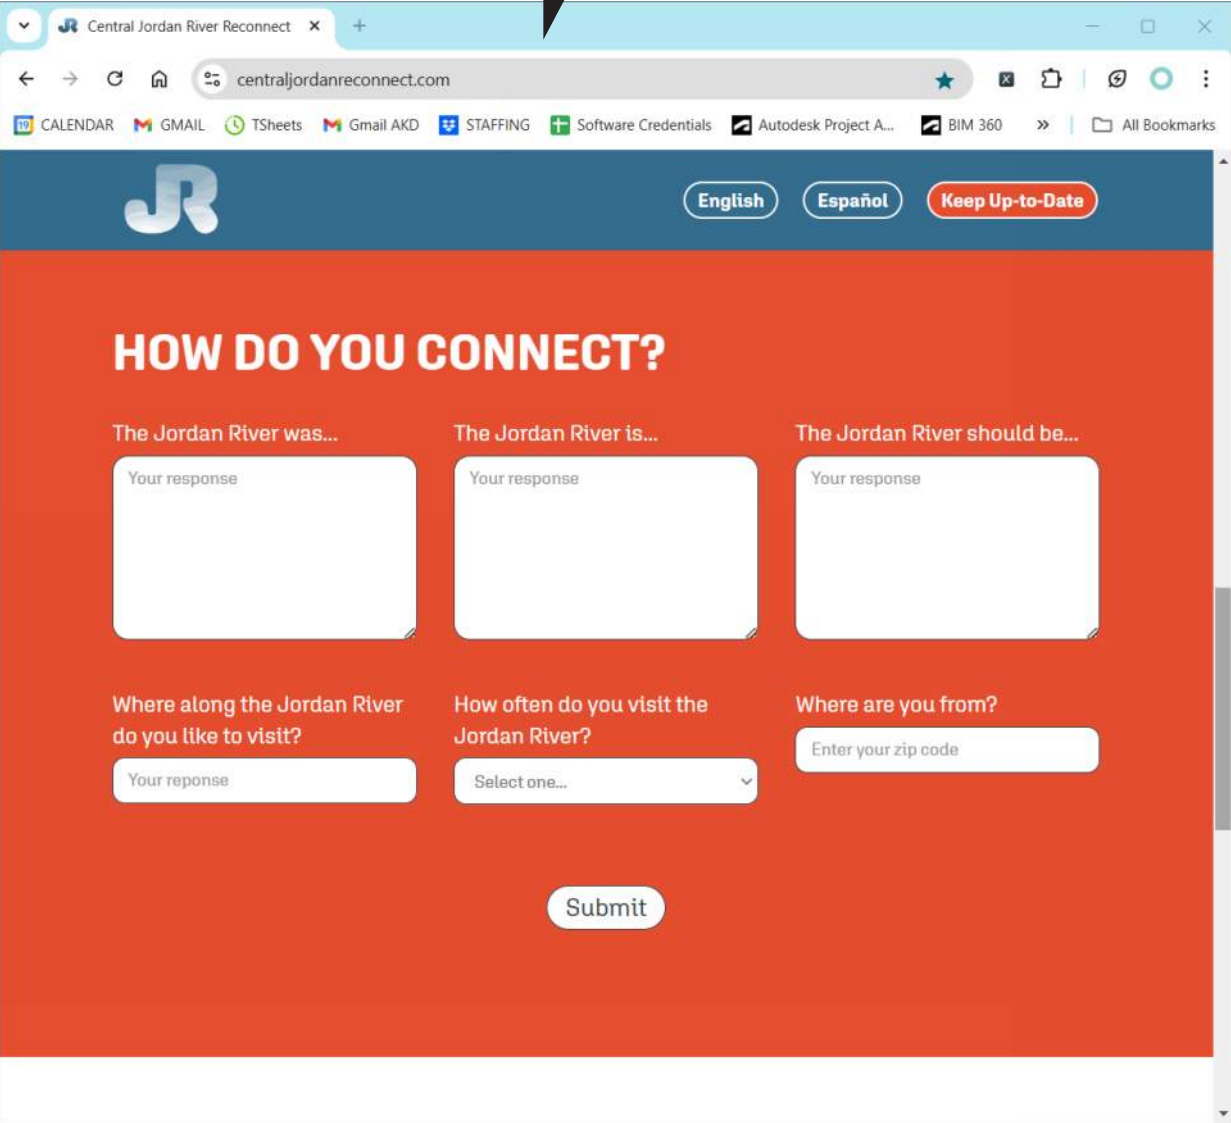 Central Jordan River Reconnect
centraljordanreconnect.com
19 CALENDAR GMAIL TSheets Gmail AKD STAFFING Software Credentials Autodesk Project A... BIM 360 » All Bookmarks
JR English Español Keep Up-to-Date
HOW DO YOU CONNECT?
The Jordan River was... The Jordan River is... The Jordan River should be...
Your response Your response Your response
Where along the Jordan River How often do you visit the Where are you from?
do you like to visit? Jordan River? Enter your zip code
Your reponse Select one...
Submit